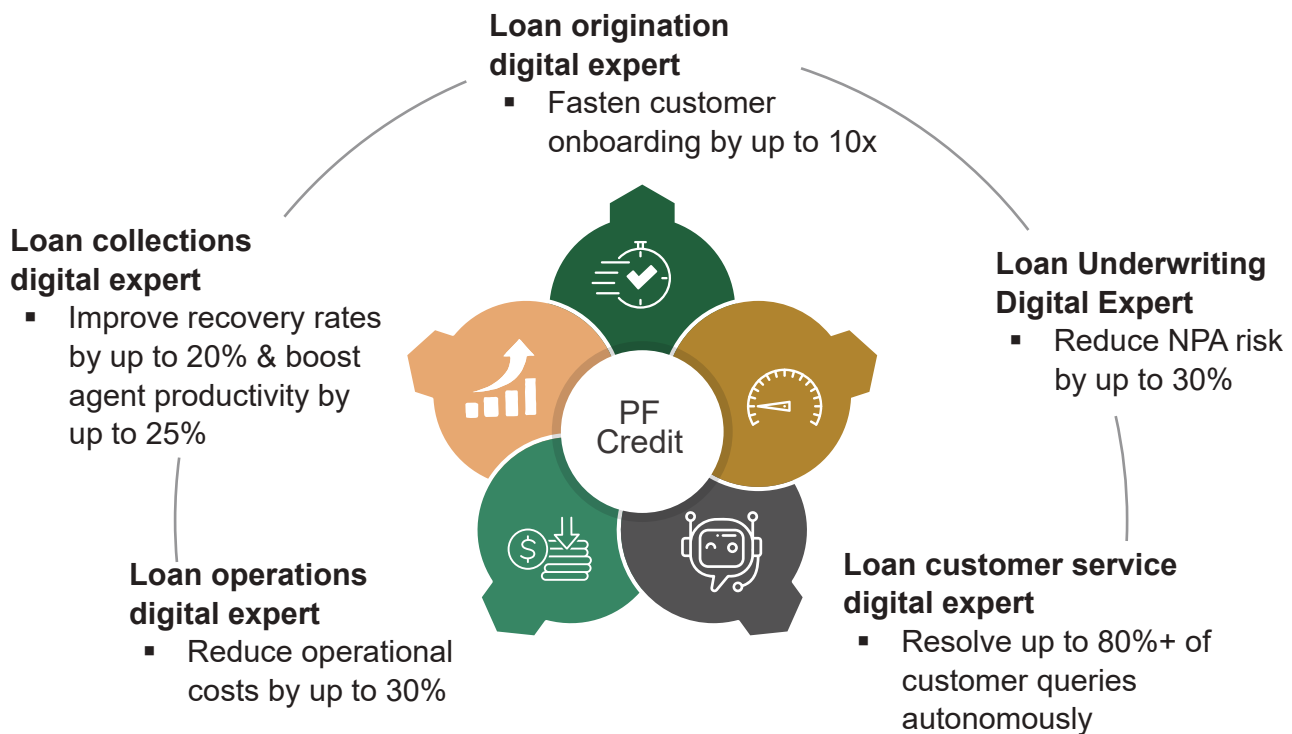 Loan origination
digital expert
▪ Fasten customer
onboarding by up to 10x
Loan Underwriting
Digital Expert
▪ Reduce NPA risk
by up to 30%
Loan customer service
digital expert
▪ Resolve up to 80%+ of
customer queries
autonomously
Loan operations
digital expert
▪ Reduce operational
costs by up to 30%
Loan collections
digital expert
▪ Improve recovery rates
by up to 20% & boost
agent productivity by
up to 25%
PF
Credit
$